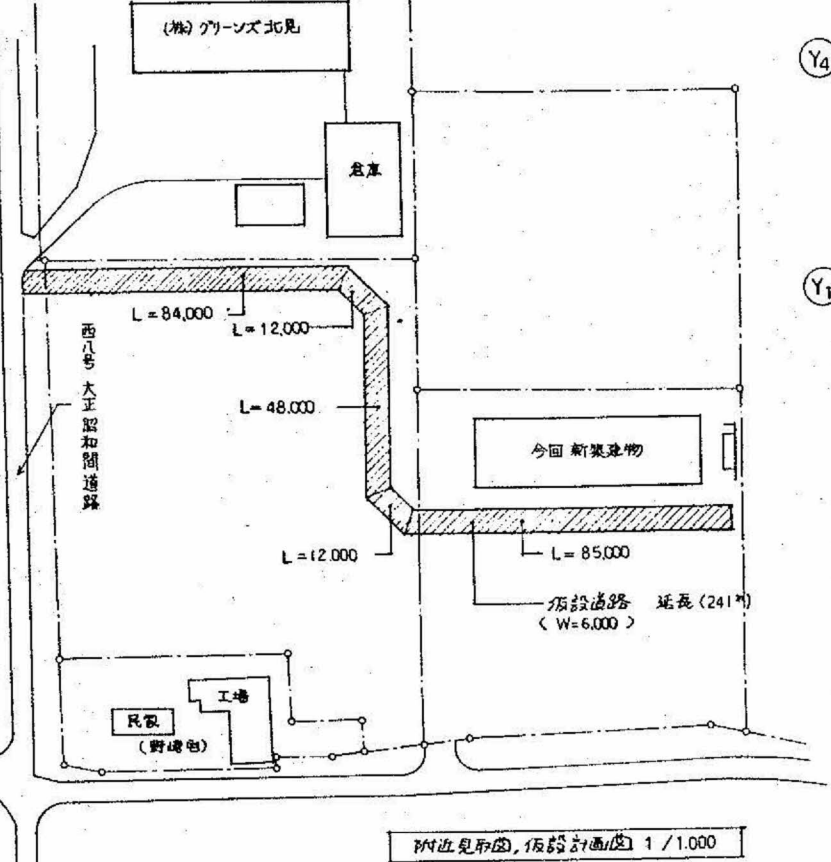 (株)グリーンズ北見
Y4
倉庫
Y1
L=84,000
L=12,000
西八号 大正昭和間道路
L=48.000
今回 新築建物
L=12.000
L=85,000
仮設道路 延長(241m)
(W=6,000)
工場
民家
(野崎宅)
附近見取図,仮設計画図 1/1.000